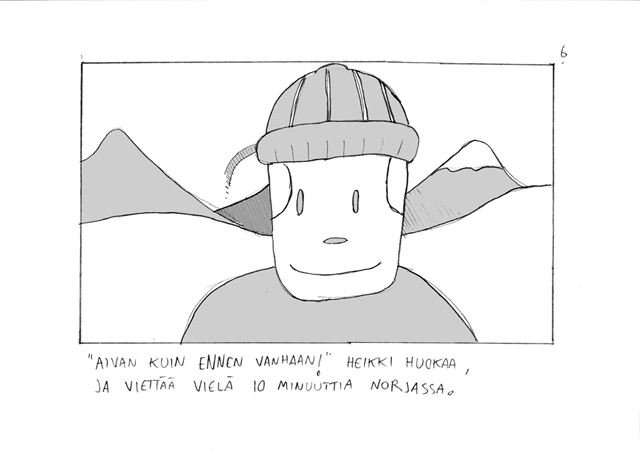 6.
"AIVAN KUIN ENNEN VANHAAN!" HEIKKI HUOKAA,
JA VIETTÄÄ VIELÄ 10 MINUUTTIA NORJASSA.